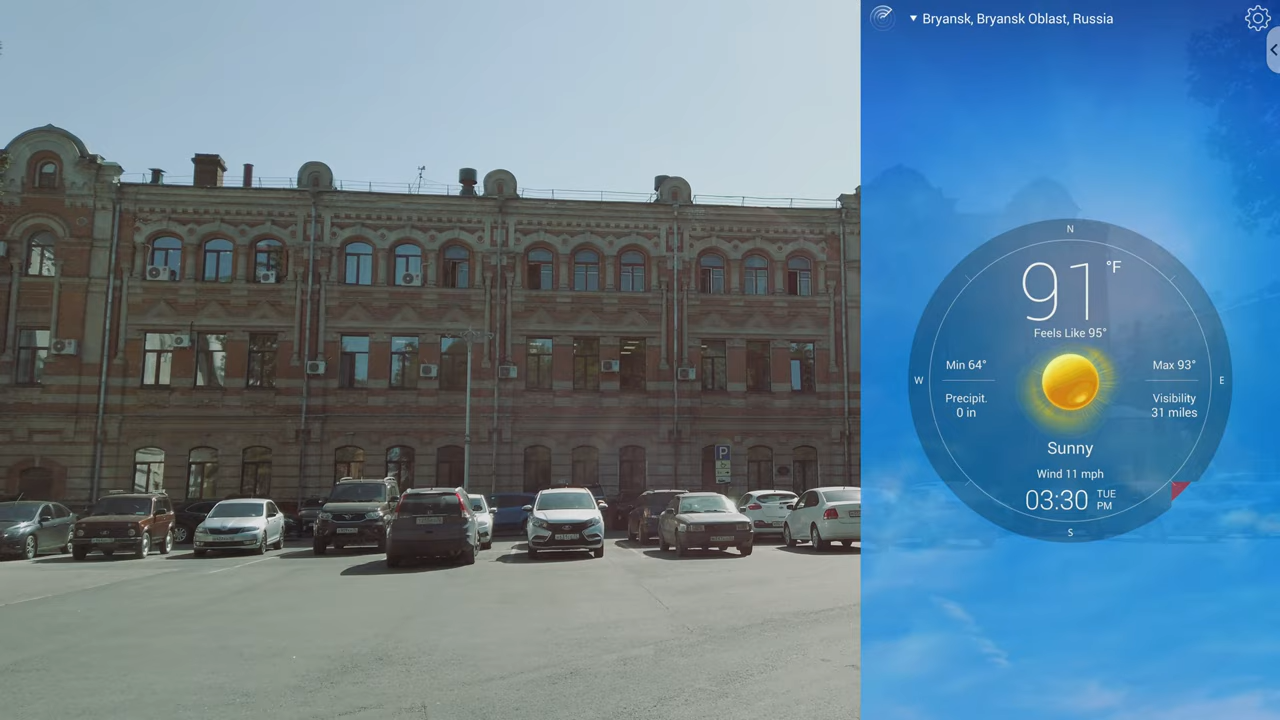 P
Bryansk, Bryansk Oblast, Russia
N
91 °F
Feels Like 95°
Min 64°
Max 93°
W
E
Precipit.
0 in
Visibility
31 miles
Sunny
Wind 11 mph
03:30 TUE PM
S